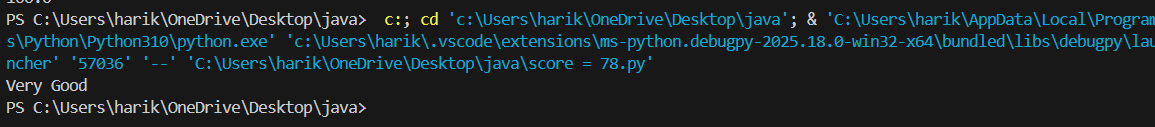 PS C:\Users\harik\OneDrive\Desktop\java>  c:; cd 'c:\Users\harik\OneDrive\Desktop\java'; & 'C:\Users\harik\AppData\Local\Program
s\Python\Python310\python.exe' 'c:\Users\harik\.vscode\extensions\ms-python.debugpy-2025.18.0-win32-x64\bundled\libs\debugpy\lau
ncher' '57036' '--' 'C:\Users\harik\OneDrive\Desktop\java\score = 78.py'
Very Good
PS C:\Users\harik\OneDrive\Desktop\java>